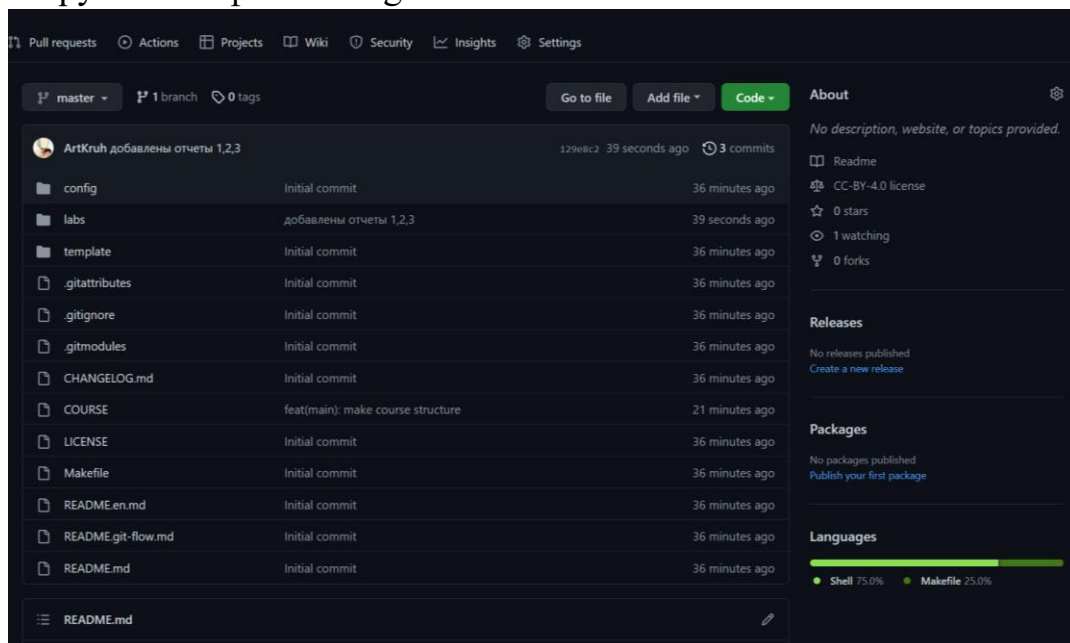 Pull requests Actions Projects Wiki Security Insights Settings
master 1 branch 0 tags Go to file Add file Code
ArtKruh добавлены отчеты 1,2,3 129e8c2 39 seconds ago 3 commits
config Initial commit 36 minutes ago
labs добавлены отчеты 1,2,3 39 seconds ago
template Initial commit 36 minutes ago
.gitattributes Initial commit 36 minutes ago
.gitignore Initial commit 36 minutes ago
.gitmodules Initial commit 36 minutes ago
CHANGELOG.md Initial commit 36 minutes ago
COURSE feat(main): make course structure 21 minutes ago
LICENSE Initial commit 36 minutes ago
Makefile Initial commit 36 minutes ago
README.en.md Initial commit 36 minutes ago
README.git-flow.md Initial commit 36 minutes ago
README.md Initial commit 36 minutes ago
README.md
About
No description, website, or topics provided.
Readme
CC-BY-4.0 license
0 stars
1 watching
0 forks
Releases
No releases published
Create a new release
Packages
No packages published
Publish your first package
Languages
Shell 75.0% Makefile 25.0%